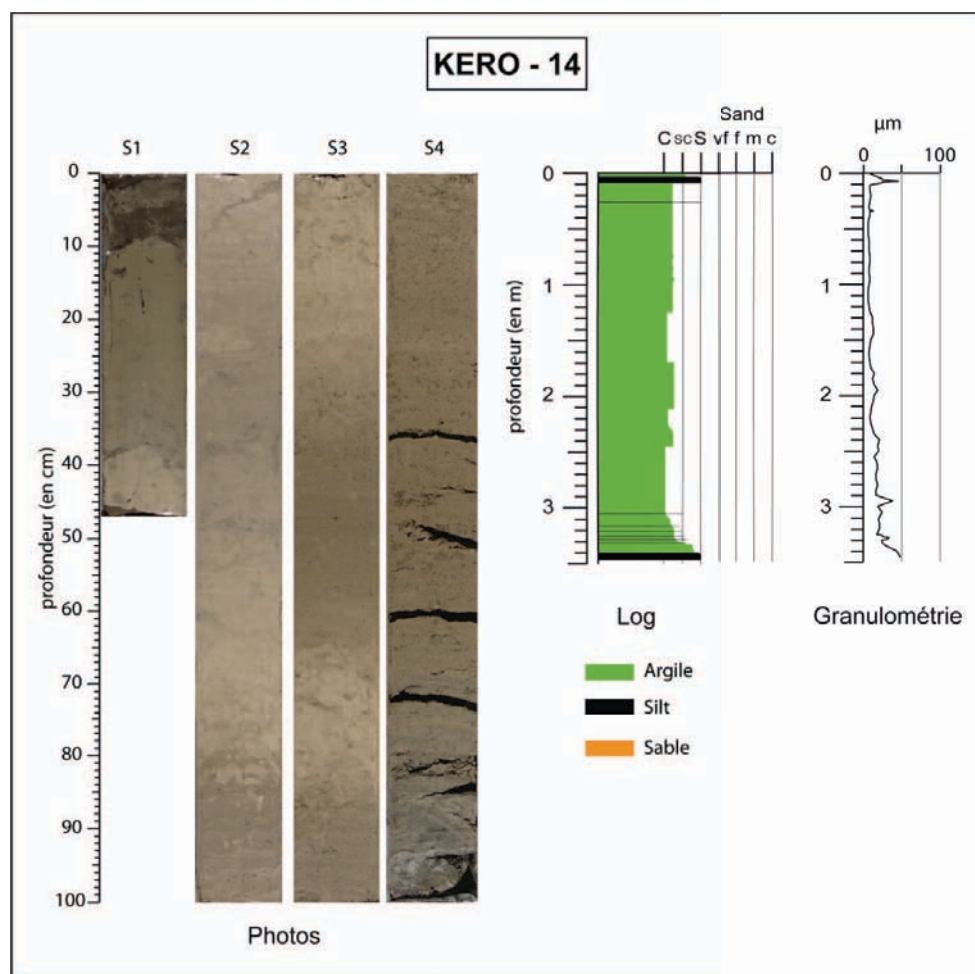 KERO - 14
S1 S2 S3 S4
0
10
20
30
40
50
60
70
80
90
100
profondeur (en cm)
Photos
Sand
C sc S vf f m c
0
1
2
3
profondeur (en m)
Log
Argile
Silt
Sable
µm
0 100
0
1
2
3
Granulométrie